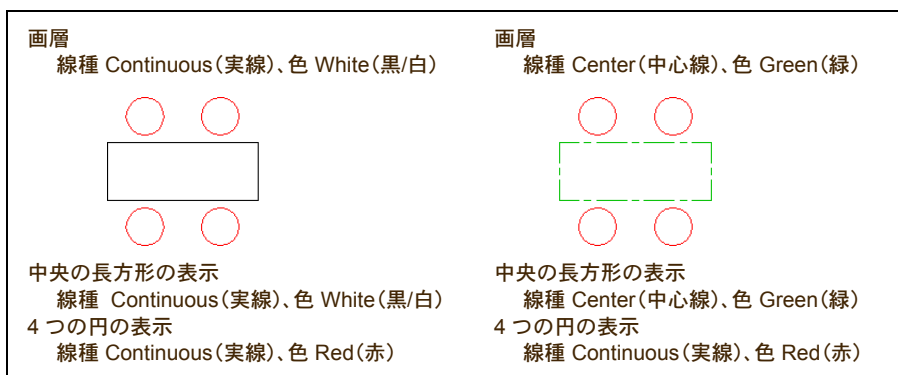 画層
線種 Continuous(実線)、色 White(黒/白)
中央の長方形の表示
線種 Continuous(実線)、色 White(黒/白)
4 つの円の表示
線種 Continuous(実線)、色 Red(赤)
画層
線種 Center(中心線)、色 Green(緑)
中央の長方形の表示
線種 Center(中心線)、色 Green(緑)
4 つの円の表示
線種 Continuous(実線)、色 Red(赤)